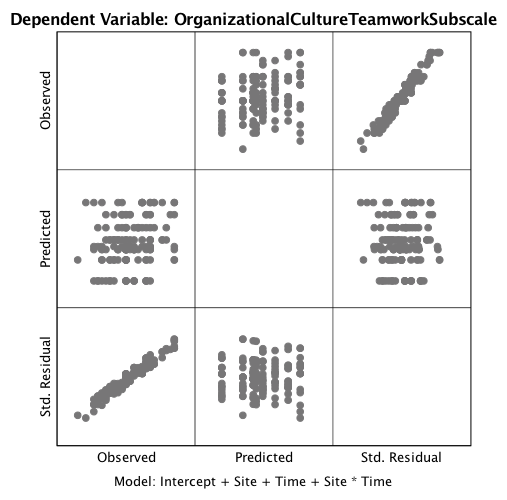 Dependent Variable: OrganizationalCultureTeamworkSubscale
Observed
Predicted
Std. Residual
Observed
Predicted
Std. Residual
Model: Intercept + Site + Time + Site * Time